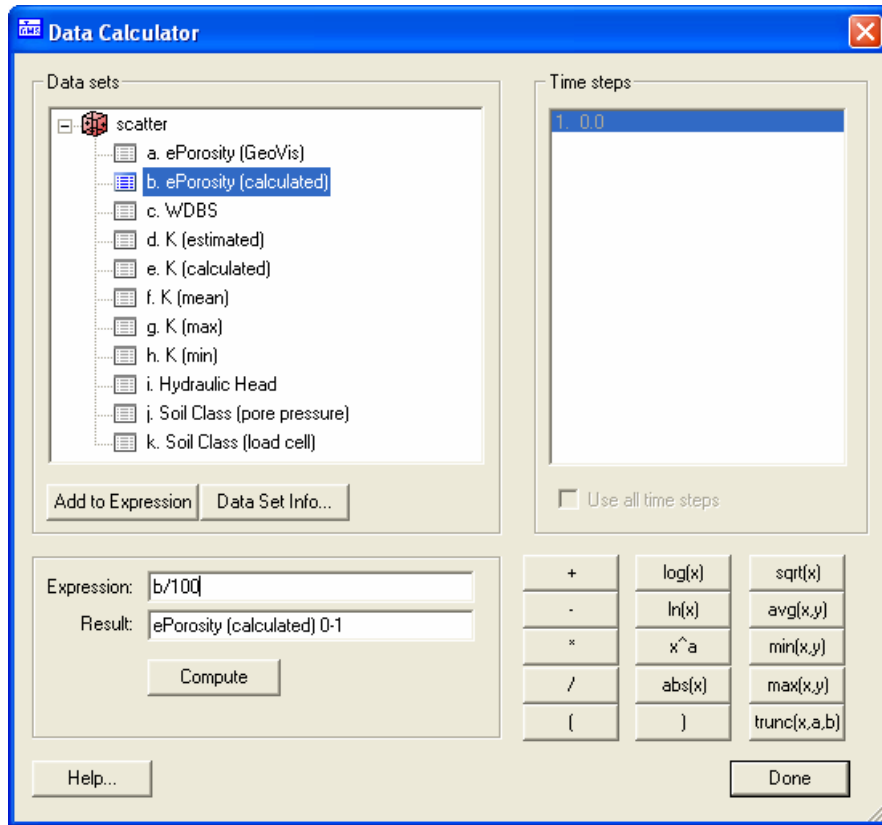 GMS
Data Calculator
Data sets
scatter
a. ePorosity (GeoVis)
b. ePorosity (calculated)
c. WDBS
d. K (estimated)
e. K (calculated)
f. K (mean)
g. K (max)
h. K (min)
i. Hydraulic Head
j. Soil Class (pore pressure)
k. Soil Class (load cell)
Add to Expression
Data Set Info...
Time steps
1. 0.0
Use all time steps
Expression: b/100
Result: ePorosity (calculated) 0-1
Compute
+ log(x) sqrt(x)
- ln(x) avg(x,y)
* x^a min(x,y)
/ abs(x) max(x,y)
( ) trunc(x,a,b)
Help...
Done